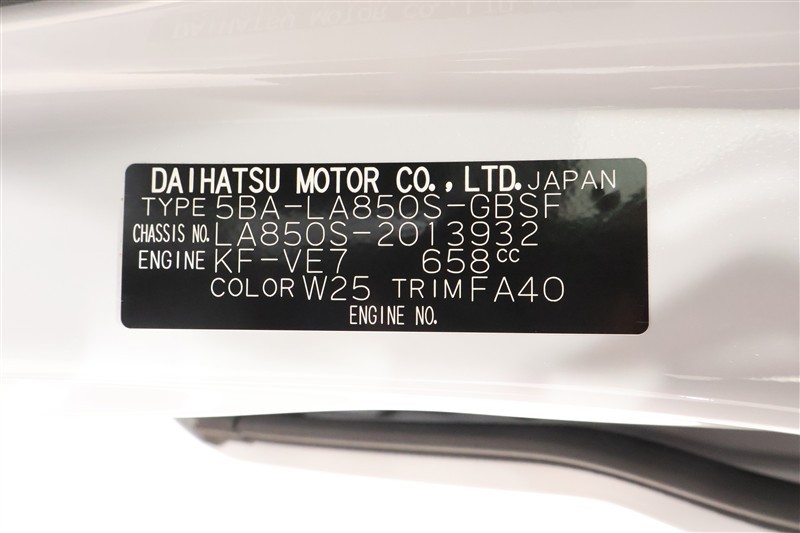 DAIHATSU MOTOR CO., LTD. JAPAN
TYPE 5BA-LA850S-GBSF
CHASSIS NO. LA850S-2013932
ENGINE KF-VE7 658CC
COLOR W25 TRIM FA40
ENGINE NO.